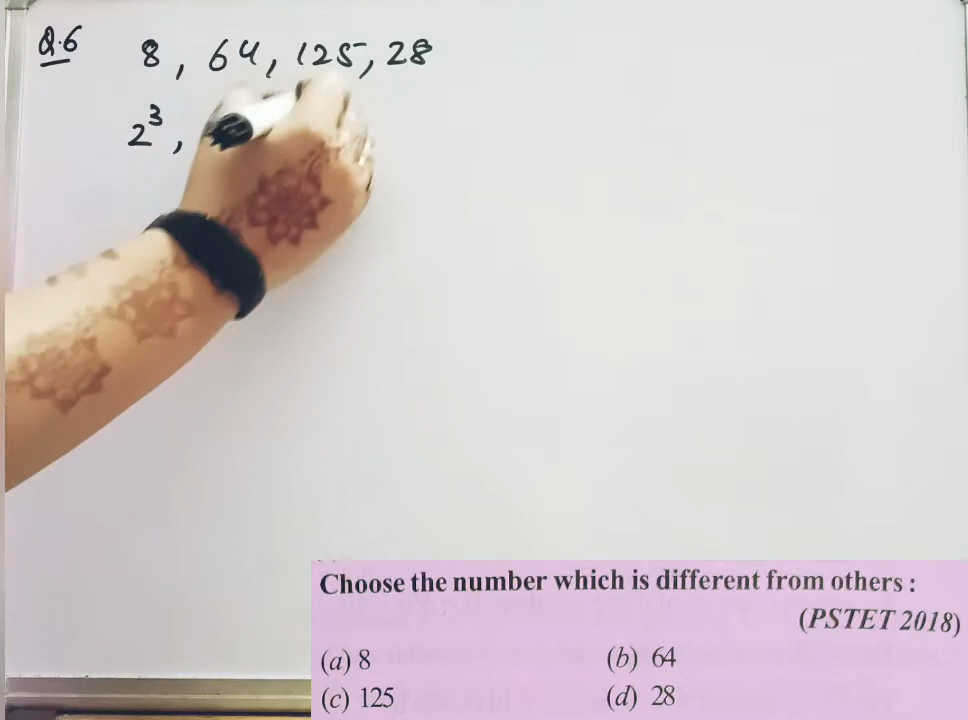 Q.6 8, 64, 125, 28
2³,
Choose the number which is different from others :
(PSTET 2018)
(a) 8 (b) 64
(c) 125 (d) 28